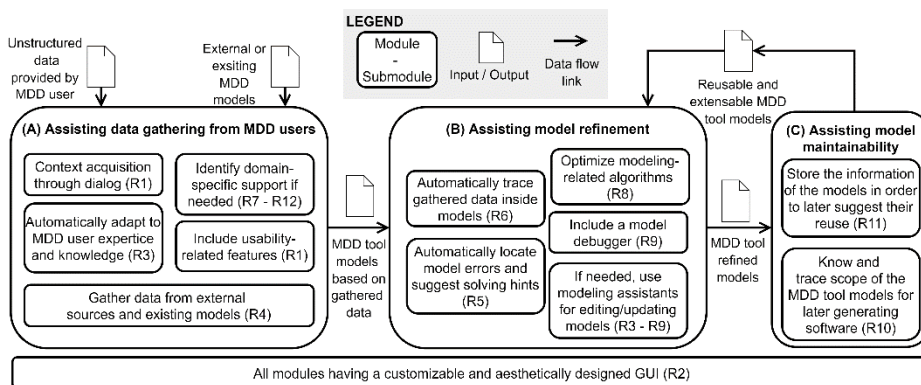 Unstructured
data
provided by
MDD user
External or
exsiting
MDD
models
LEGEND
Module
-
Submodule
Input / Output
Data flow
link
Reusable and
extensable MDD
tool models
(A) Assisting data gathering from MDD users
Context acquisition
through dialog (R1)
Automatically adapt to
MDD user expertice
and knowledge (R3)
Identify domain-
specific support if
needed (R7 - R12)
Include usability-
related features (R1)
Gather data from external
sources and existing models (R4)
MDD tool
models
based on
gathered
data
(B) Assisting model refinement
Automatically trace
gathered data inside
models (R6)
Automatically locate
model errors and
suggest solving hints
(R5)
Optimize modeling-
related algorithms
(R8)
Include a model
debugger (R9)
If needed, use
modeling assistants
for editing/updating
models (R3 - R9)
MDD tool
refined
models
(C) Assisting model
maintainability
Store the information
of the models in order
to later suggest their
reuse (R11)
Know and
trace scope of the
MDD tool models for
later generating
software (R10)
All modules having a customizable and aesthetically designed GUI (R2)